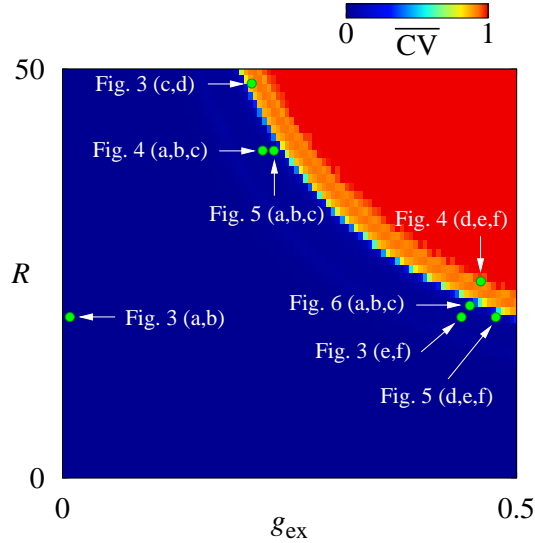 0 CV 1
50
Fig. 3 (c,d)
Fig. 4 (a,b,c)
Fig. 5 (a,b,c)
Fig. 4 (d,e,f)
R
Fig. 6 (a,b,c)
Fig. 3 (a,b)
Fig. 3 (e,f)
Fig. 5 (d,e,f)
0
0 0.5
gex